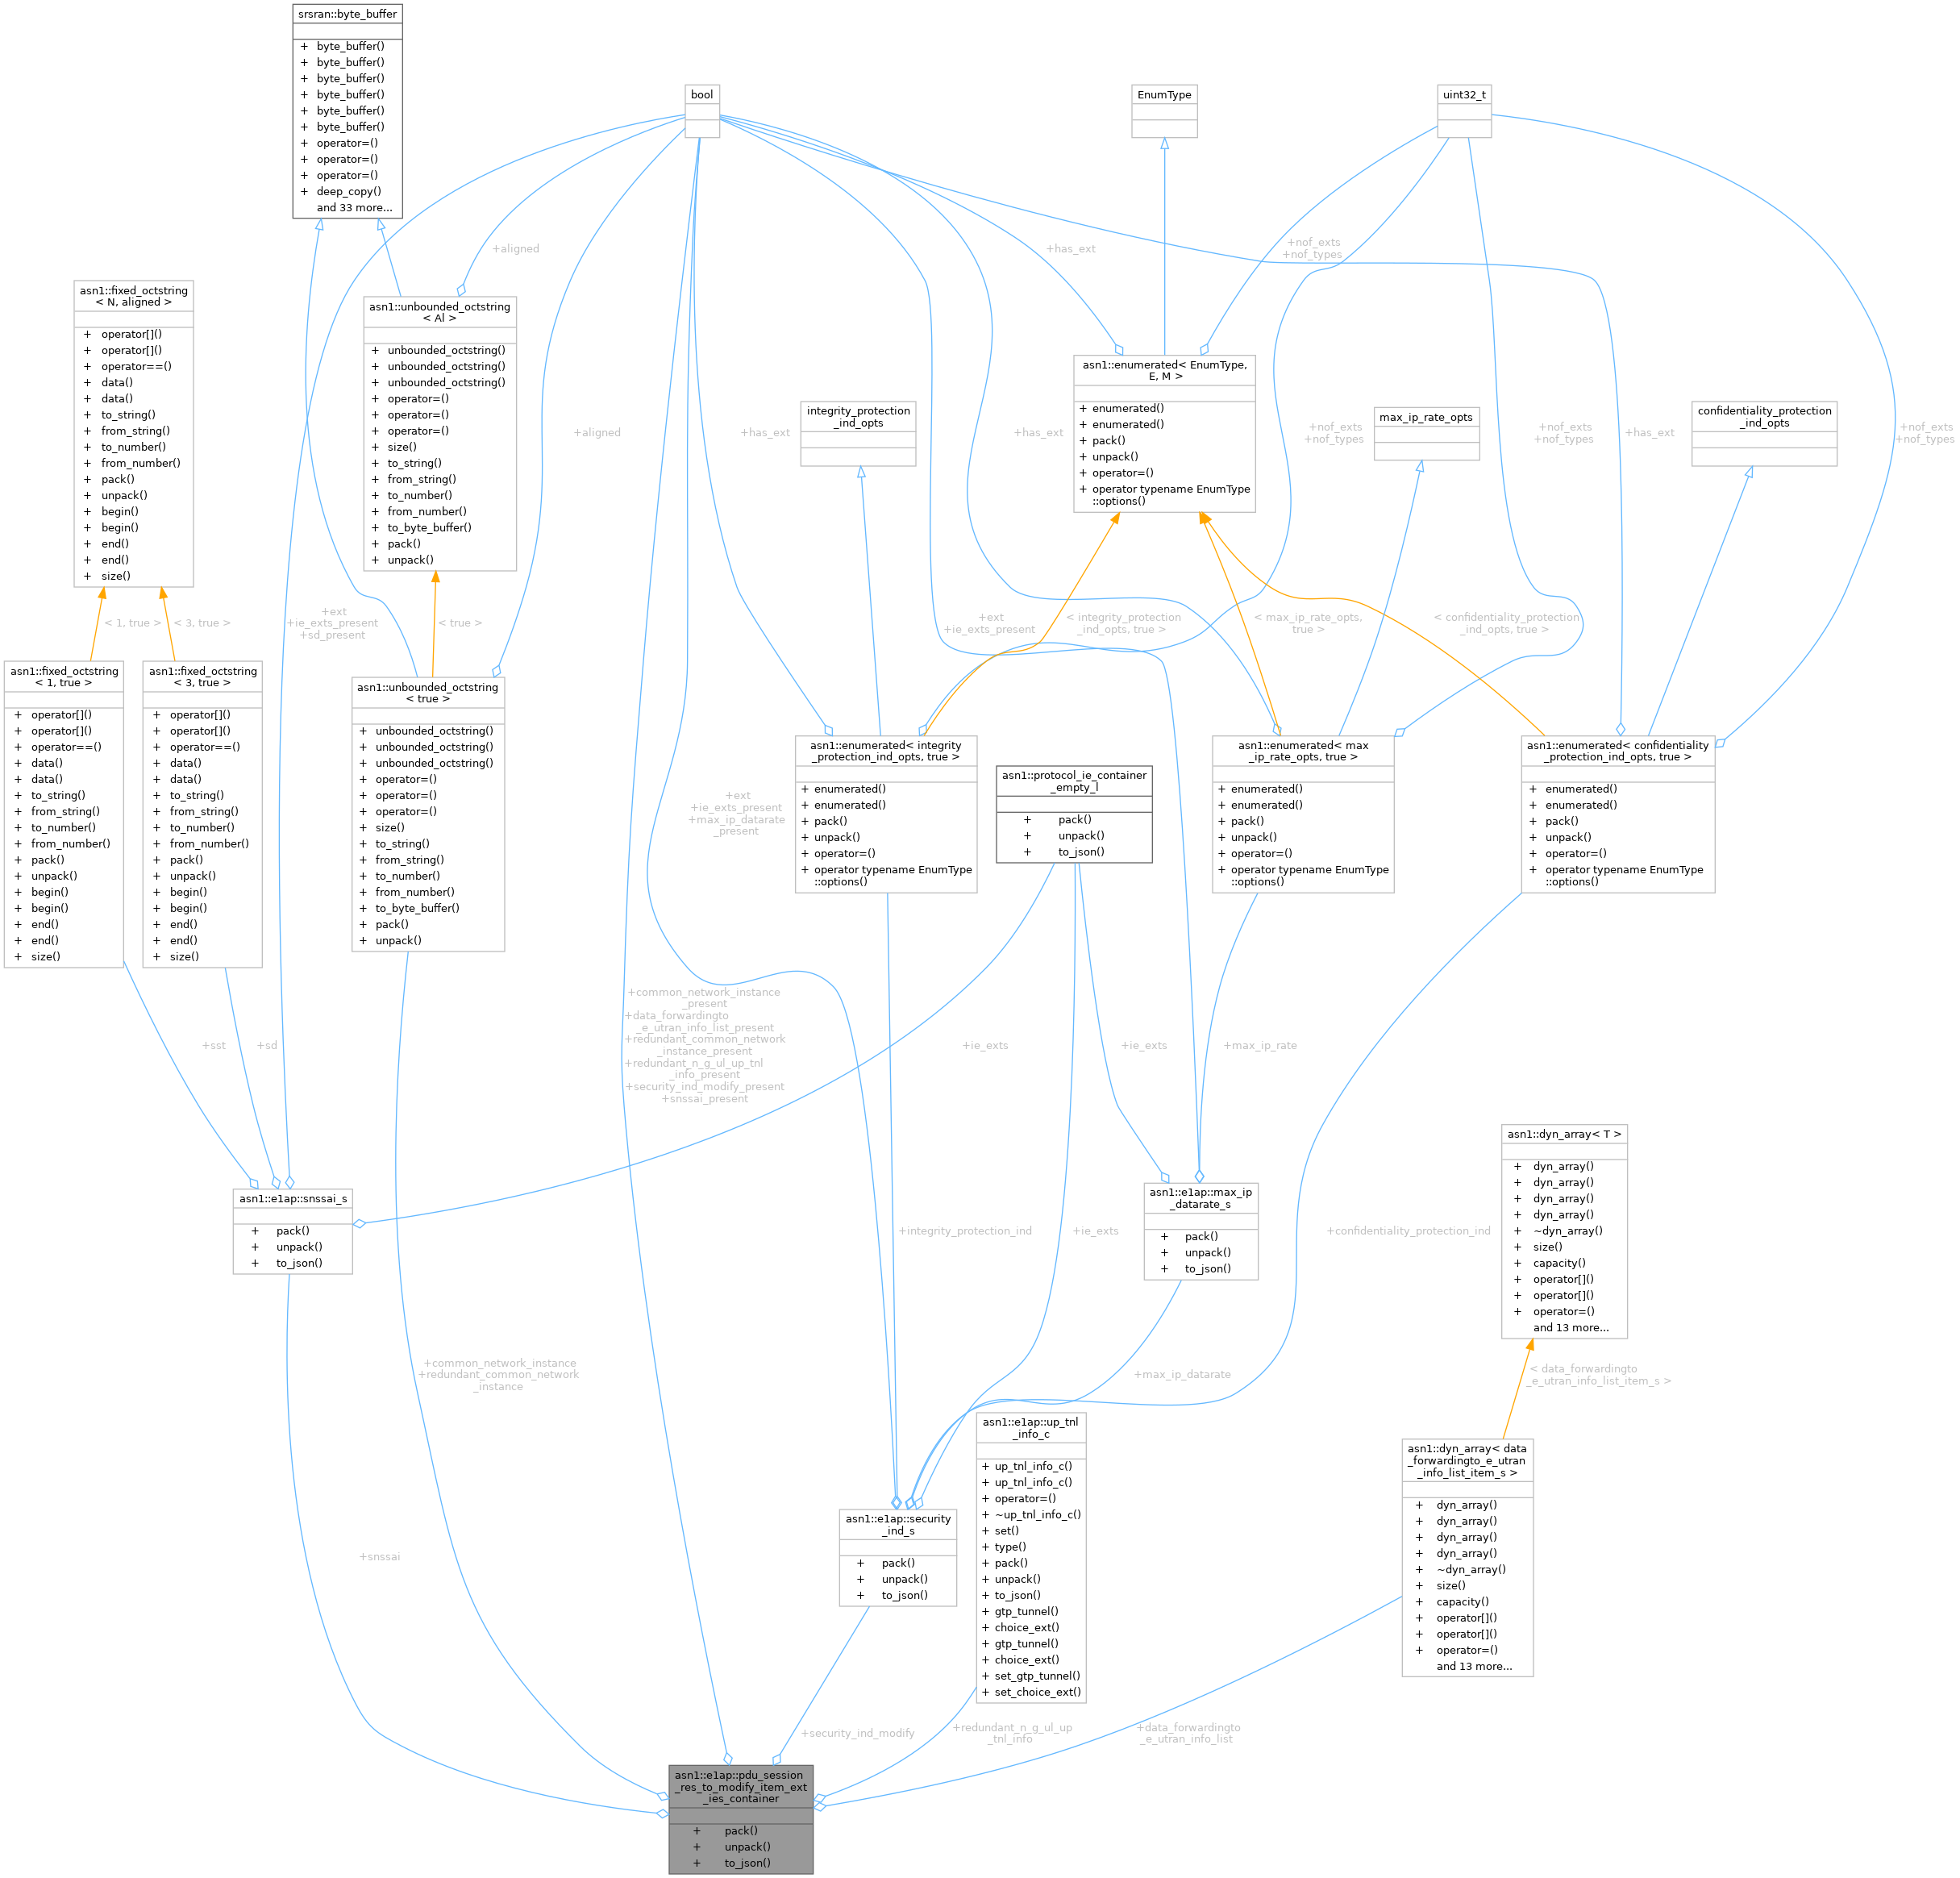 srsran::byte_buffer
+ byte_buffer()
+ byte_buffer()
+ byte_buffer()
+ byte_buffer()
+ byte_buffer()
+ byte_buffer()
+ operator=()
+ operator=()
+ operator=()
+ deep_copy()
and 33 more...
bool
EnumType
uint32_t
+aligned
+has_ext
+nof_exts
+nof_types
asn1::fixed_octstring
< N, aligned >
+ operator[]()
+ operator[]()
+ operator==()
+ data()
+ data()
+ to_string()
+ from_string()
+ to_number()
+ from_number()
+ pack()
+ unpack()
+ begin()
+ begin()
+ end()
+ end()
+ size()
asn1::unbounded_octstring
< Al >
+ unbounded_octstring()
+ unbounded_octstring()
+ unbounded_octstring()
+ operator=()
+ operator=()
+ operator=()
+ size()
+ to_string()
+ from_string()
+ to_number()
+ from_number()
+ to_byte_buffer()
+ pack()
+ unpack()
+aligned
+has_ext
integrity_protection
_ind_opts
+has_ext
asn1::enumerated< EnumType,
E, M >
+ enumerated()
+ enumerated()
+ pack()
+ unpack()
+ operator=()
+ operator typename EnumType
::options()
+nof_exts
+nof_types
max_ip_rate_opts
+nof_exts
+nof_types
+has_ext
confidentiality_protection
_ind_opts
+nof_exts
+nof_types
< 1, true >
< 3, true >
+ext
+ie_exts_present
+sd_present
< true >
+ext
+ie_exts_present
< integrity_protection
_ind_opts, true >
< max_ip_rate_opts,
true >
< confidentiality_protection
_ind_opts, true >
asn1::fixed_octstring
< 1, true >
+ operator[]()
+ operator[]()
+ operator==()
+ data()
+ data()
+ to_string()
+ from_string()
+ to_number()
+ from_number()
+ pack()
+ unpack()
+ begin()
+ begin()
+ end()
+ end()
+ size()
asn1::fixed_octstring
< 3, true >
+ operator[]()
+ operator[]()
+ operator==()
+ data()
+ data()
+ to_string()
+ from_string()
+ to_number()
+ from_number()
+ pack()
+ unpack()
+ begin()
+ begin()
+ end()
+ end()
+ size()
asn1::unbounded_octstring
< true >
+ unbounded_octstring()
+ unbounded_octstring()
+ unbounded_octstring()
+ operator=()
+ operator=()
+ operator=()
+ size()
+ to_string()
+ from_string()
+ to_number()
+ from_number()
+ to_byte_buffer()
+ pack()
+ unpack()
+ext
+ie_exts_present
+max_ip_datarate
_present
asn1::enumerated< integrity
_protection_ind_opts, true >
+ enumerated()
+ enumerated()
+ pack()
+ unpack()
+ operator=()
+ operator typename EnumType
::options()
asn1::protocol_ie_container
_empty_l
+ pack()
+ unpack()
+ to_json()
asn1::enumerated< max
_ip_rate_opts, true >
+ enumerated()
+ enumerated()
+ pack()
+ unpack()
+ operator=()
+ operator typename EnumType
::options()
asn1::enumerated< confidentiality
_protection_ind_opts, true >
+ enumerated()
+ enumerated()
+ pack()
+ unpack()
+ operator=()
+ operator typename EnumType
::options()
+sst
+sd
+common_network_instance
_present
+data_forwardingto
_e_utran_info_list_present
+redundant_common_network
_instance_present
+redundant_n_g_ul_up_tnl
_info_present
+security_ind_modify_present
+snssai_present
+ie_exts
+ie_exts
+max_ip_rate
asn1::e1ap::snssai_s
+ pack()
+ unpack()
+ to_json()
+integrity_protection_ind
+ie_exts
asn1::e1ap::max_ip
_datarate_s
+ pack()
+ unpack()
+ to_json()
+confidentiality_protection_ind
asn1::dyn_array< T >
+ dyn_array()
+ dyn_array()
+ dyn_array()
+ dyn_array()
+ ~dyn_array()
+ size()
+ capacity()
+ operator[]()
+ operator[]()
+ operator=()
and 13 more...
+common_network_instance
+redundant_common_network
_instance
+max_ip_datarate
< data_forwardingto
_e_utran_info_list_item_s >
+snssai
asn1::e1ap::security
_ind_s
+ pack()
+ unpack()
+ to_json()
asn1::e1ap::up_tnl
_info_c
+ up_tnl_info_c()
+ up_tnl_info_c()
+ operator=()
+ ~up_tnl_info_c()
+ set()
+ type()
+ pack()
+ unpack()
+ to_json()
+ gtp_tunnel()
+ choice_ext()
+ gtp_tunnel()
+ choice_ext()
+ set_gtp_tunnel()
+ set_choice_ext()
asn1::dyn_array< data
_forwardingto_e_utran
_info_list_item_s >
+ dyn_array()
+ dyn_array()
+ dyn_array()
+ dyn_array()
+ ~dyn_array()
+ size()
+ capacity()
+ operator[]()
+ operator[]()
+ operator=()
and 13 more...
+security_ind_modify
+redundant_n_g_ul_up
_tnl_info
+data_forwardingto
_e_utran_info_list
asn1::e1ap::pdu_session
_res_to_modify_item_ext
_ies_container
+ pack()
+ unpack()
+ to_json()